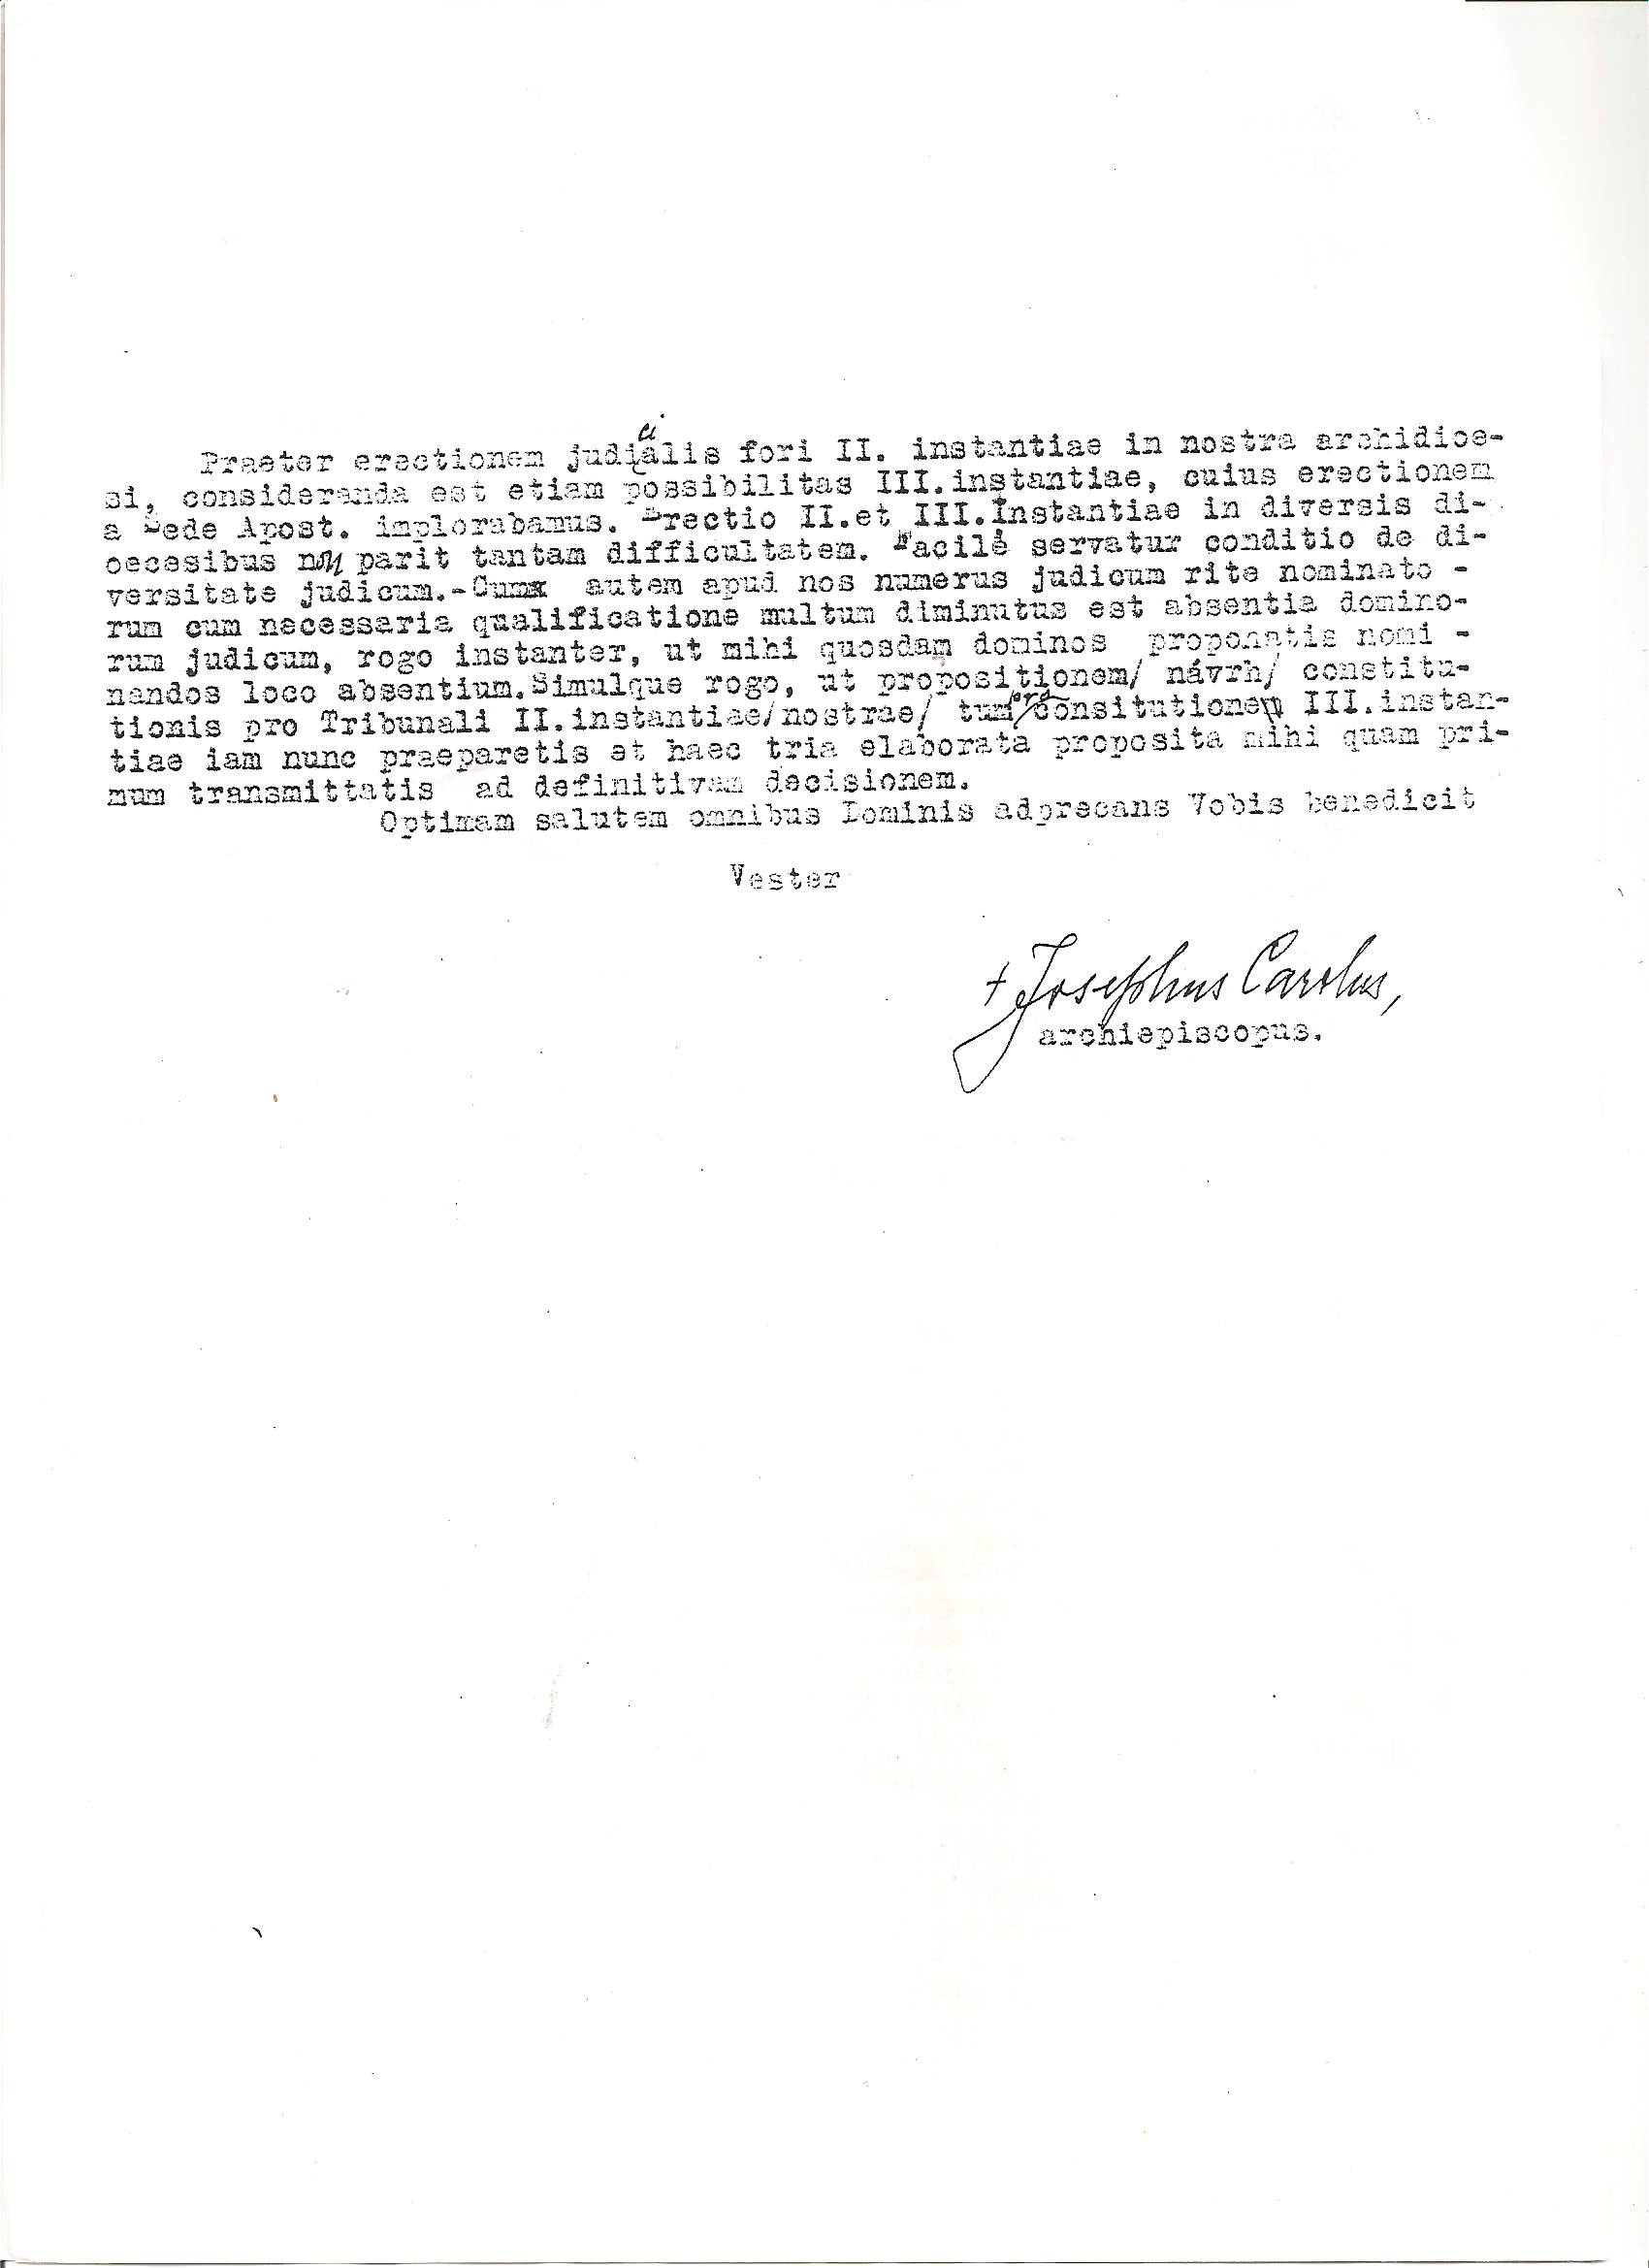 Praeter erectionem judicialis fori II. instantiae in nostra archidioe-
si, consideranda est etiam possibilitas III.instantiae, cuius erectionem
a Sede Apost. implorabamus. Erectio II.et III.Instantiae in diversis di-
oecesibus non parit tantam difficultatem. Facilé servatur conditio de di-
versitate judicum.-Cumx autem apud nos numerus judicum rite nominato -
rum cum necessaria qualificatione multum diminutus est absentia domino-
rum judicum, rogo instanter, ut mihi quosdam dominos proponatis nomi -
nandos loco absentium.Simulque rogo, ut propositionem/ návrh/ constitu-
tionis pro Tribunali II.instantiae/nostrae/ tum pro consitutionem III.instan-
tiae iam nunc praeparetis et haec tria elaborata proposita mihi quam pri-
mum transmittatis ad definitivam decisionem.
Optimam salutem omnibus Dominis adprecans Vobis benedicit
Vester
+ Josephus Carolus,
archiepiscopus.